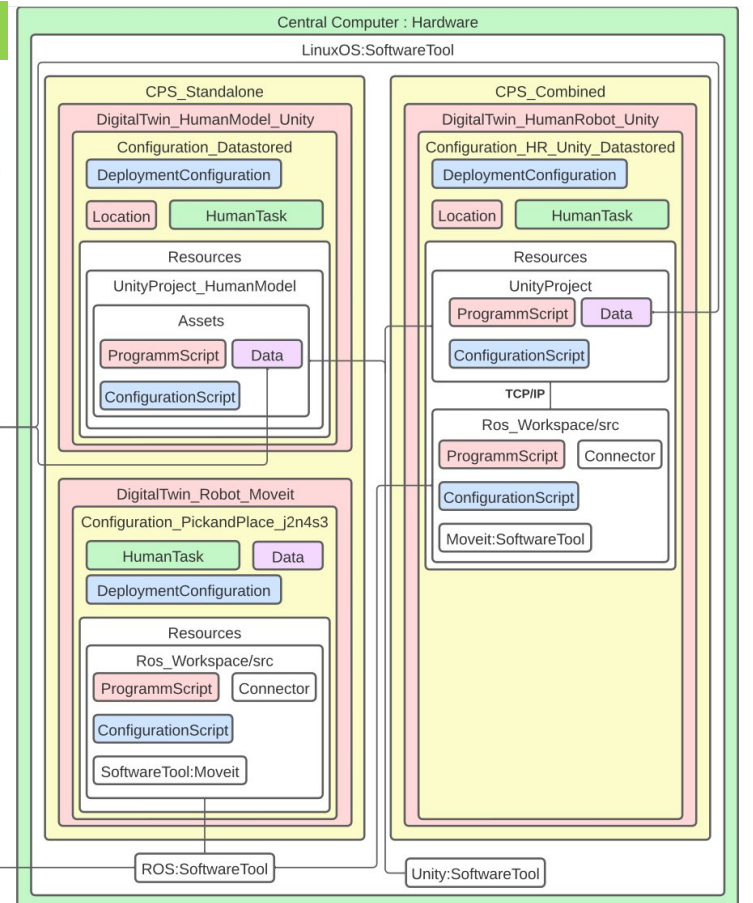 Central Computer : Hardware
LinuxOS:SoftwareTool
CPS_Standalone
DigitalTwin_HumanModel_Unity
Configuration_Datastored
DeploymentConfiguration
Location
HumanTask
Resources
UnityProject_HumanModel
Assets
ProgrammScript
Data
ConfigurationScript
DigitalTwin_Robot_Moveit
Configuration_PickandPlace_j2n4s3
HumanTask
Data
DeploymentConfiguration
Resources
Ros_Workspace/src
ProgrammScript
Connector
ConfigurationScript
SoftwareTool:Moveit
ROS:SoftwareTool
CPS_Combined
DigitalTwin_HumanRobot_Unity
Configuration_HR_Unity_Datastored
DeploymentConfiguration
Location
HumanTask
Resources
UnityProject
ProgrammScript
Data
ConfigurationScript
TCP/IP
Ros_Workspace/src
ProgrammScript
Connector
ConfigurationScript
Moveit:SoftwareTool
Unity:SoftwareTool